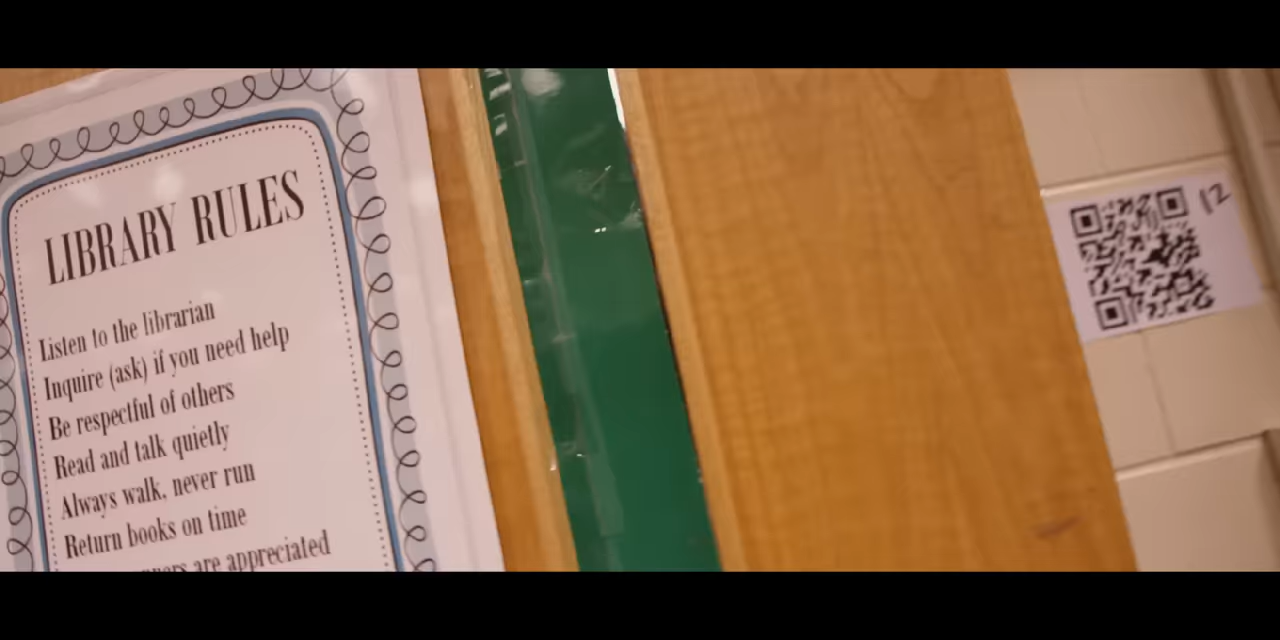 LIBRARY RULES
Listen to the librarian
Inquire (ask) if you need help
Be respectful of others
Read and talk quietly
Always walk, never run
Return books on time
are appreciated
12